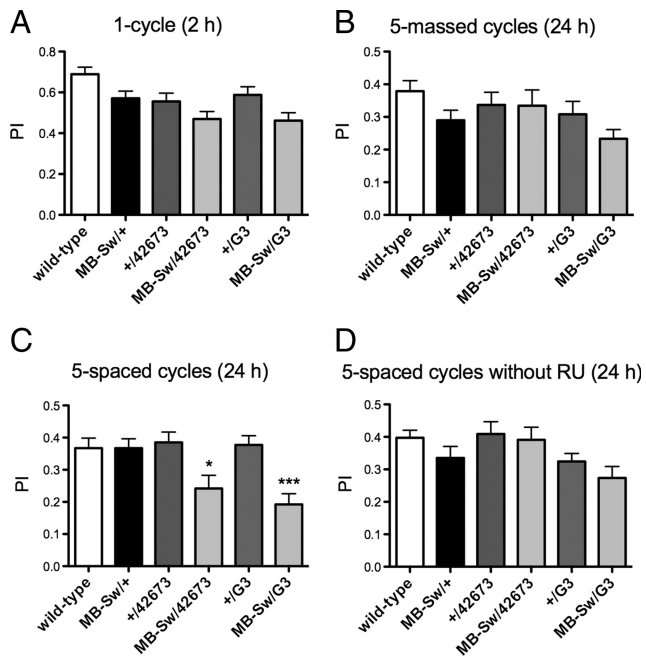 A
1-cycle (2 h)
PI
0.8
0.6
0.4
0.2
0.0
wild-type
MB-Sw/+
+/42673
MB-Sw/42673
+/G3
MB-Sw/G3
B
5-massed cycles (24 h)
PI
0.5
0.4
0.3
0.2
0.1
0.0
wild-type
MB-Sw/+
+/42673
MB-Sw/42673
+/G3
MB-Sw/G3
C
5-spaced cycles (24 h)
PI
0.5
0.4
0.3
0.2
0.1
0.0
*
***
wild-type
MB-Sw/+
+/42673
MB-Sw/42673
+/G3
MB-Sw/G3
D
5-spaced cycles without RU (24 h)
PI
0.5
0.4
0.3
0.2
0.1
0.0
wild-type
MB-Sw/+
+/42673
MB-Sw/42673
+/G3
MB-Sw/G3